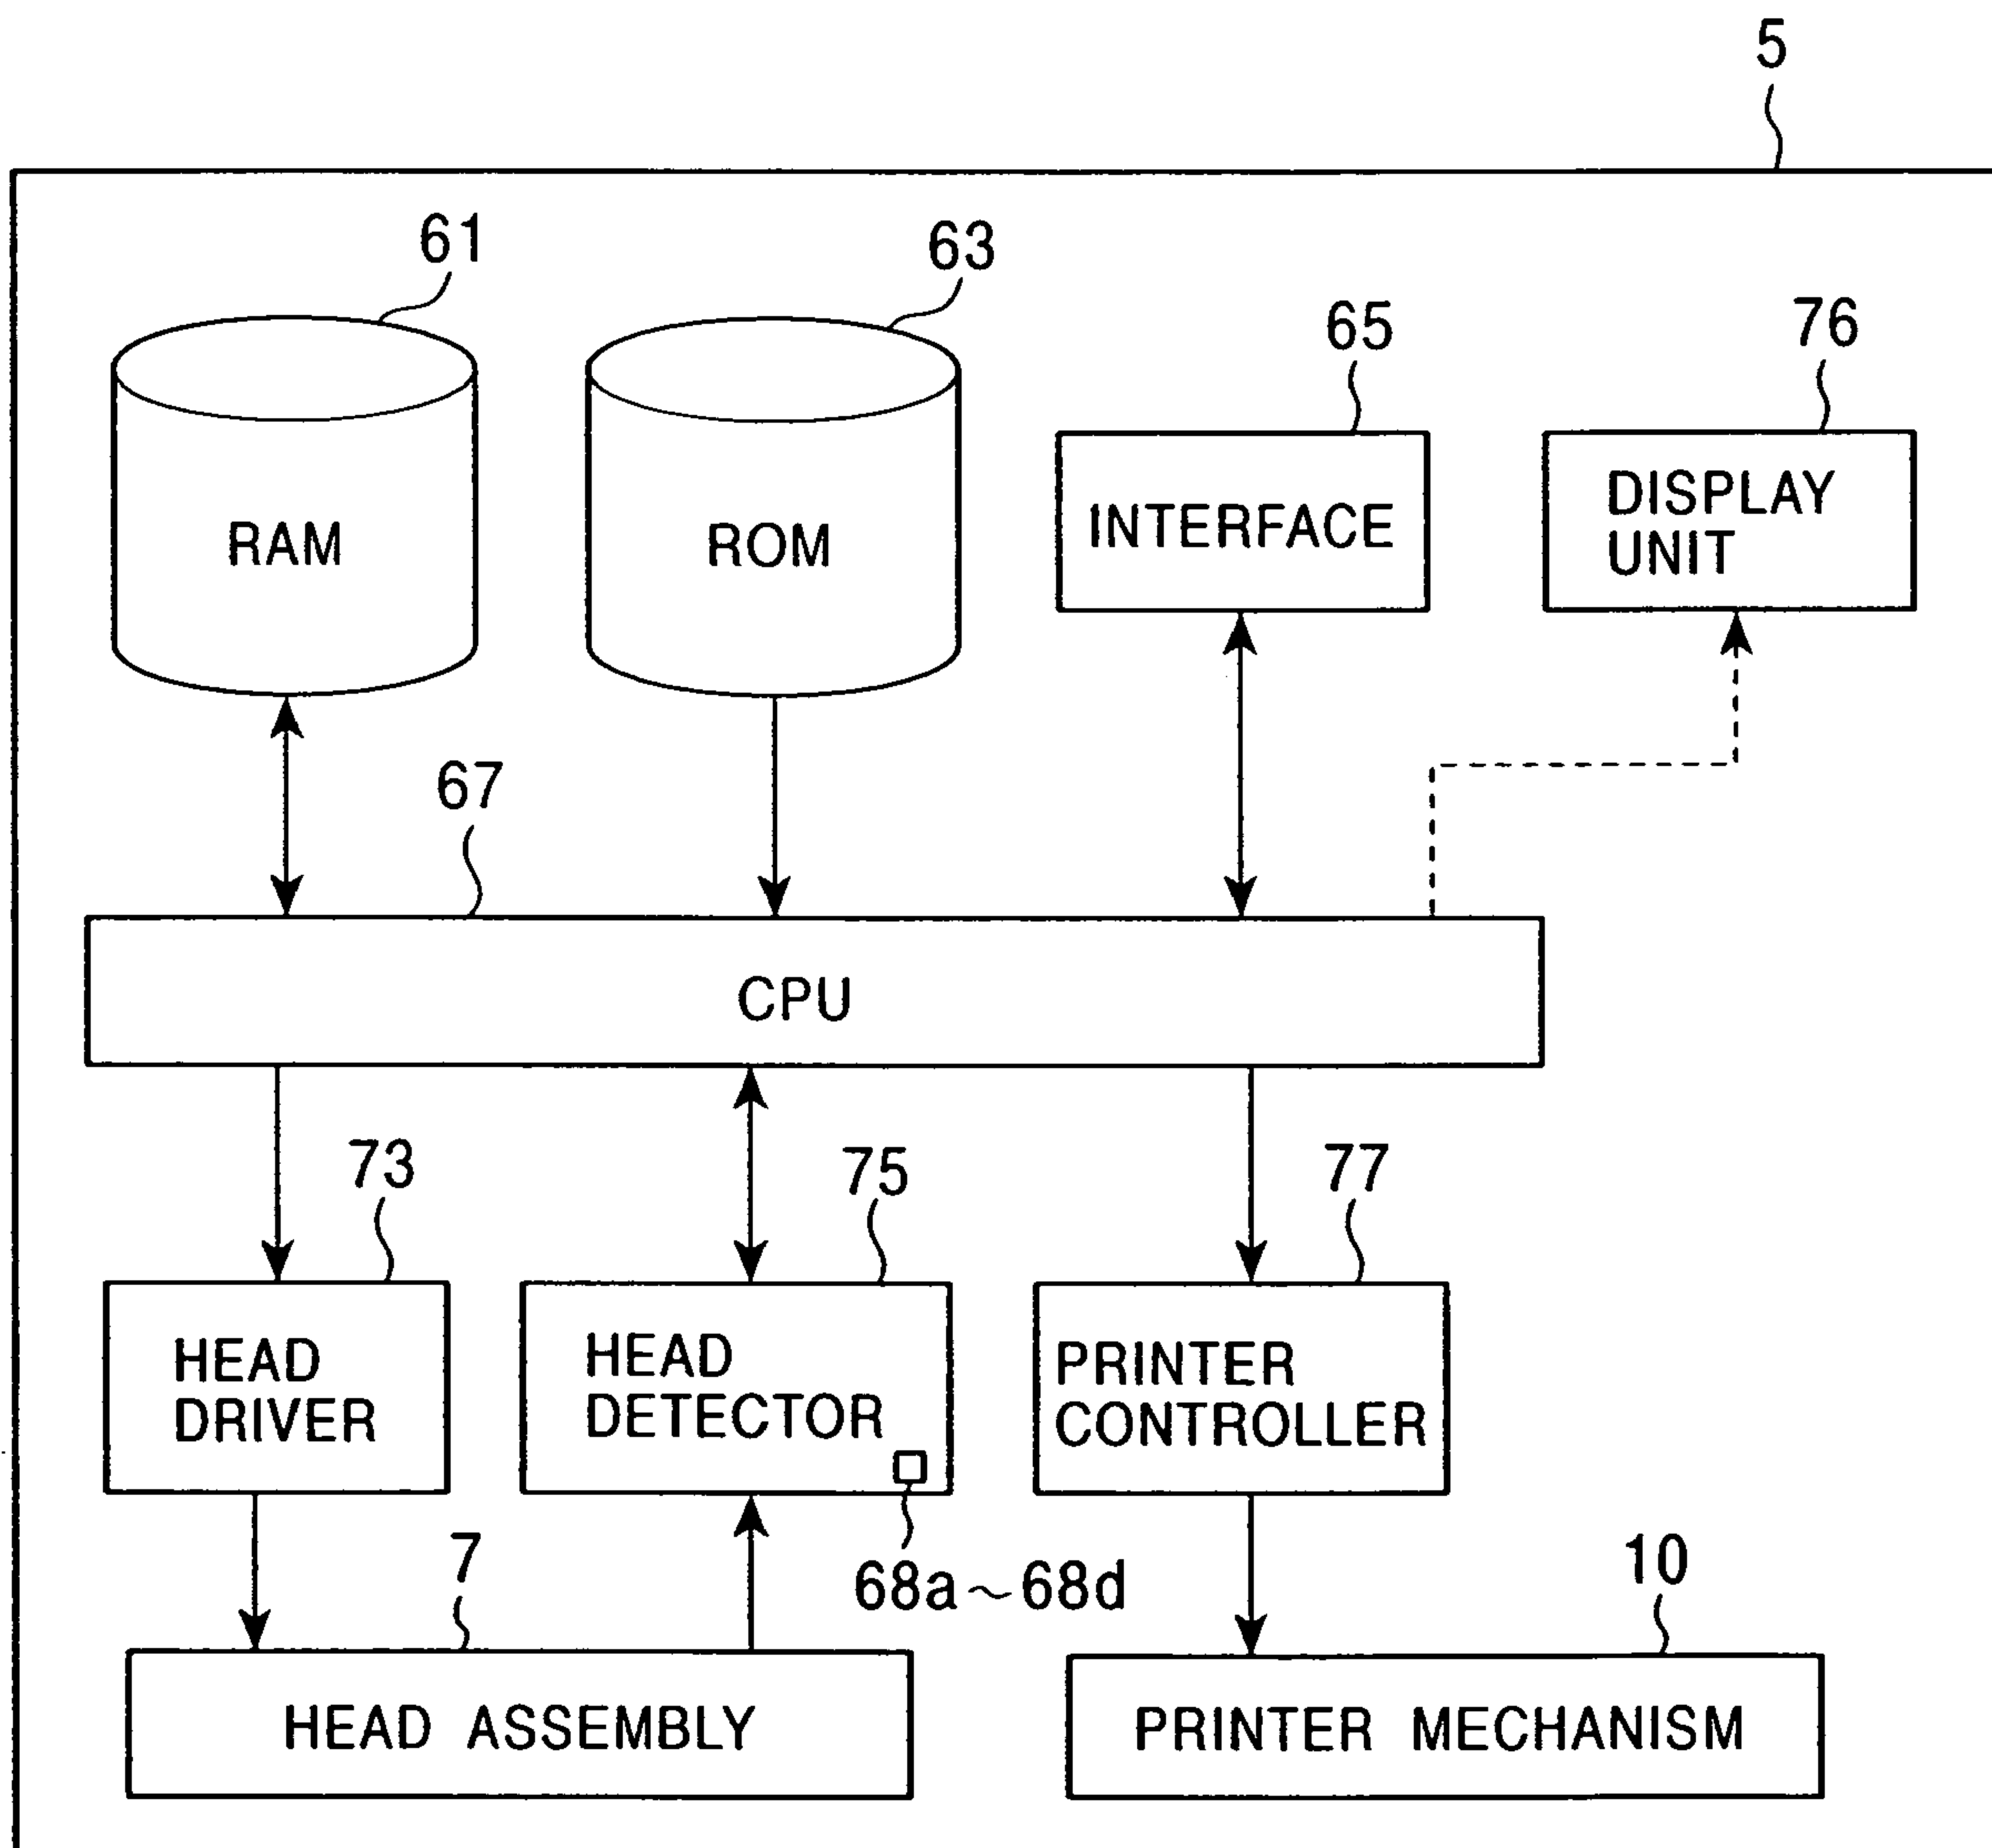 5
61
63
65
76
RAM
ROM
INTERFACE
DISPLAY
UNIT
67
CPU
73
75
77
HEAD
DRIVER
HEAD
DETECTOR
PRINTER
CONTROLLER
7
68a~68d
10
HEAD ASSEMBLY
PRINTER MECHANISM